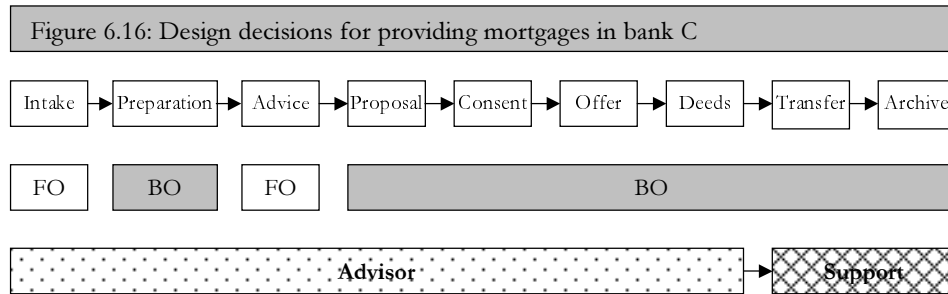 Figure 6.16: Design decisions for providing mortgages in bank C
Intake Preparation Advice Proposal Consent Offer Deeds Transfer Archive
FO BO FO BO
Advisor Support